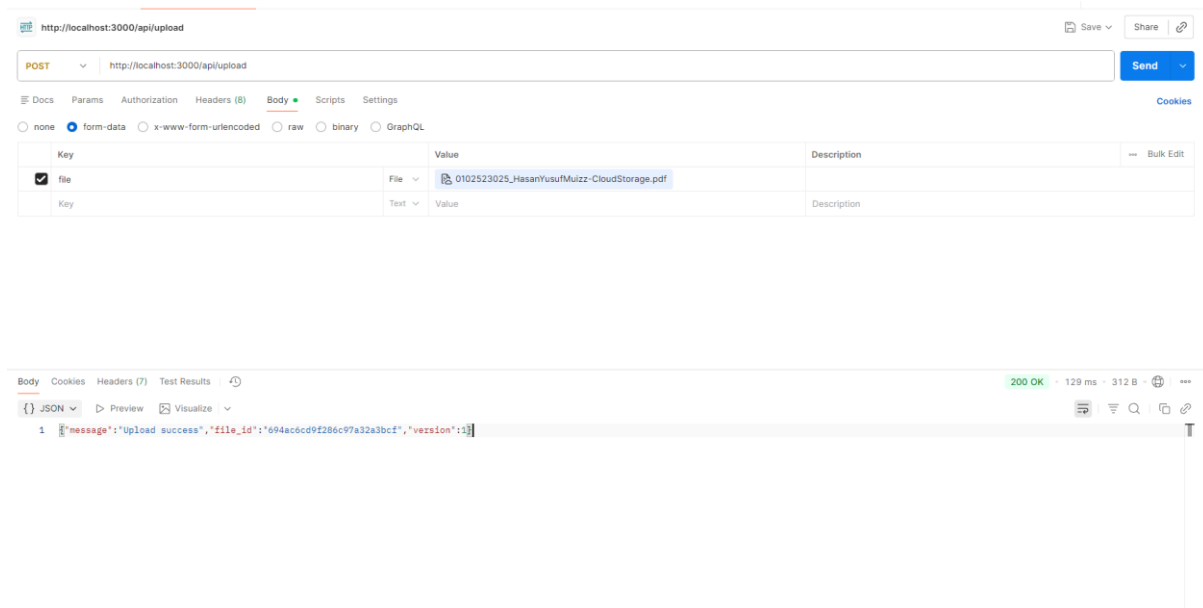 HTTP http://localhost:3000/api/upload Save Share
POST http://localhost:3000/api/upload Send
Docs Params Authorization Headers (8) Body Scripts Settings Cookies
none form-data x-www-form-urlencoded raw binary GraphQL
Key Value Description Bulk Edit
file File 0102523025_HasanYusufMuizz-CloudStorage.pdf
Key Text Value Description
Body Cookies Headers (7) Test Results 200 OK 129 ms 312 B
{} JSON Preview Visualize
1 {"message":"Upload success","file_id":"694ac6cd9f286c97a32a3bcf","version":1}